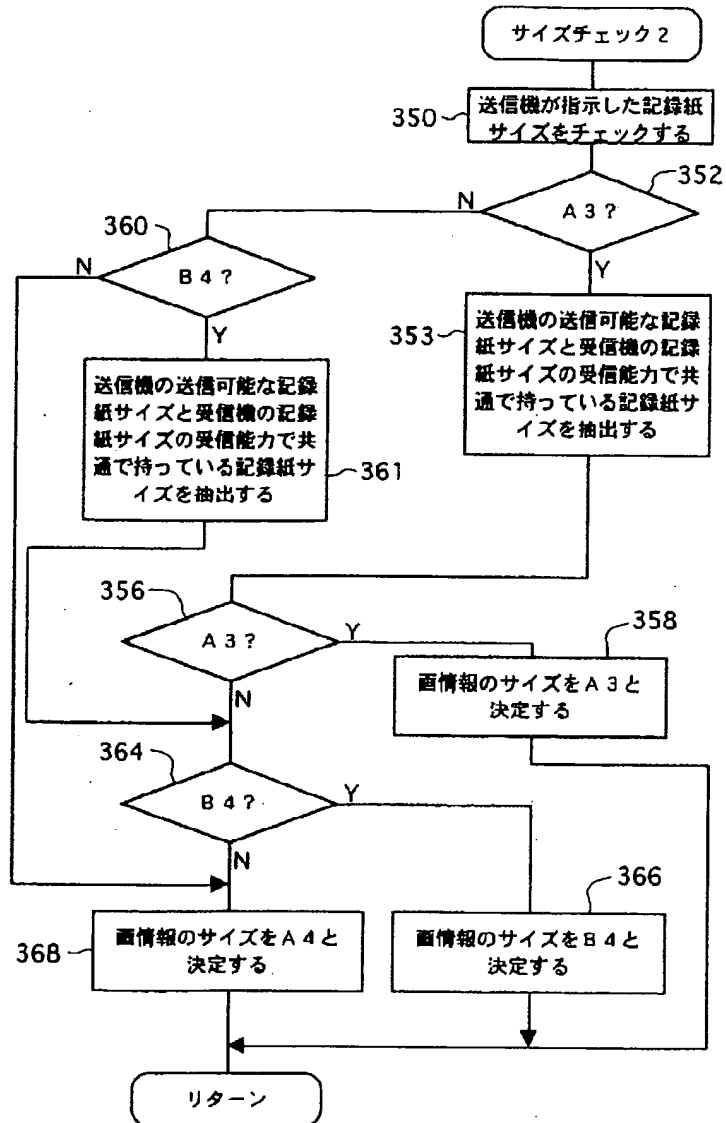 サイズチェック2
350
送信機が指示した記録紙
サイズをチェックする
352
A3?
N
Y
360
B4?
N
Y
353
送信機の送信可能な記録
紙サイズと受信機の記録
紙サイズの受信能力で共
通で持っている記録紙サ
イズを抽出する
送信機の送信可能な記録
紙サイズと受信機の記録
紙サイズの受信能力で共
通で持っている記録紙サ
イズを抽出する
361
356
A3?
Y
N
358
画情報のサイズをA3と
決定する
364
B4?
Y
N
366
画情報のサイズをB4と
決定する
368
画情報のサイズをA4と
決定する
リターン